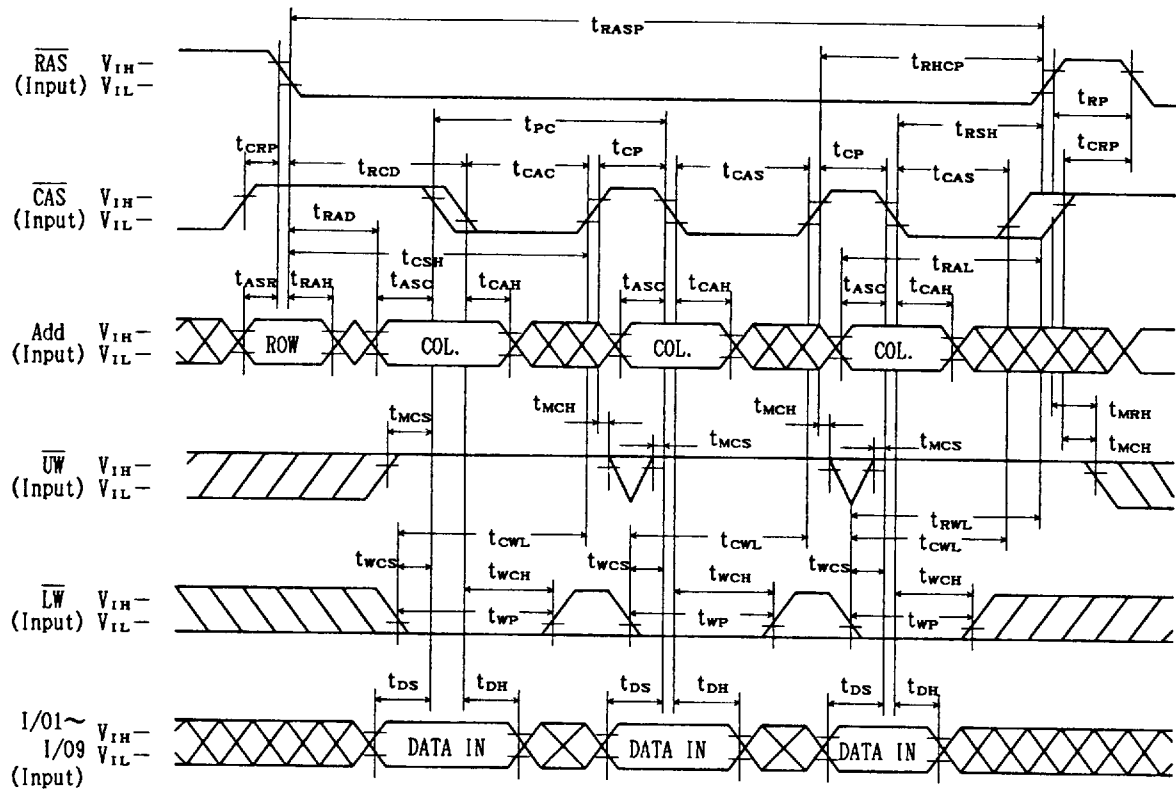 tRASP
RAS VIH—
(Input) VIL—
tRHCP
tRP
tPC
tRSH
tCRP
tRCD
tCAC
tCP
tCAS
tCP
tCAS
tCRP
CAS VIH—
(Input) VIL—
tRAD
tCSH
tRAL
tASR
tRAH
tASC
tCAH
tASC
tCAH
tASC
tCAH
Add VIH—
(Input) VIL—
ROW
COL.
COL.
COL.
tMCS
tMCH
tMCS
tMCH
tMCS
tMRH
tMCH
UW VIH—
(Input) VIL—
tRWL
tCWL
tCWL
tCWL
tWCS
tWCH
tWCS
tWCH
tWCS
tWCH
LW VIH—
(Input) VIL—
tWP
tWP
tWP
tDS
tDH
tDS
tDH
tDS
tDH
I/O1~ VIH—
I/O9 VIL—
(Input)
DATA IN
DATA IN
DATA IN